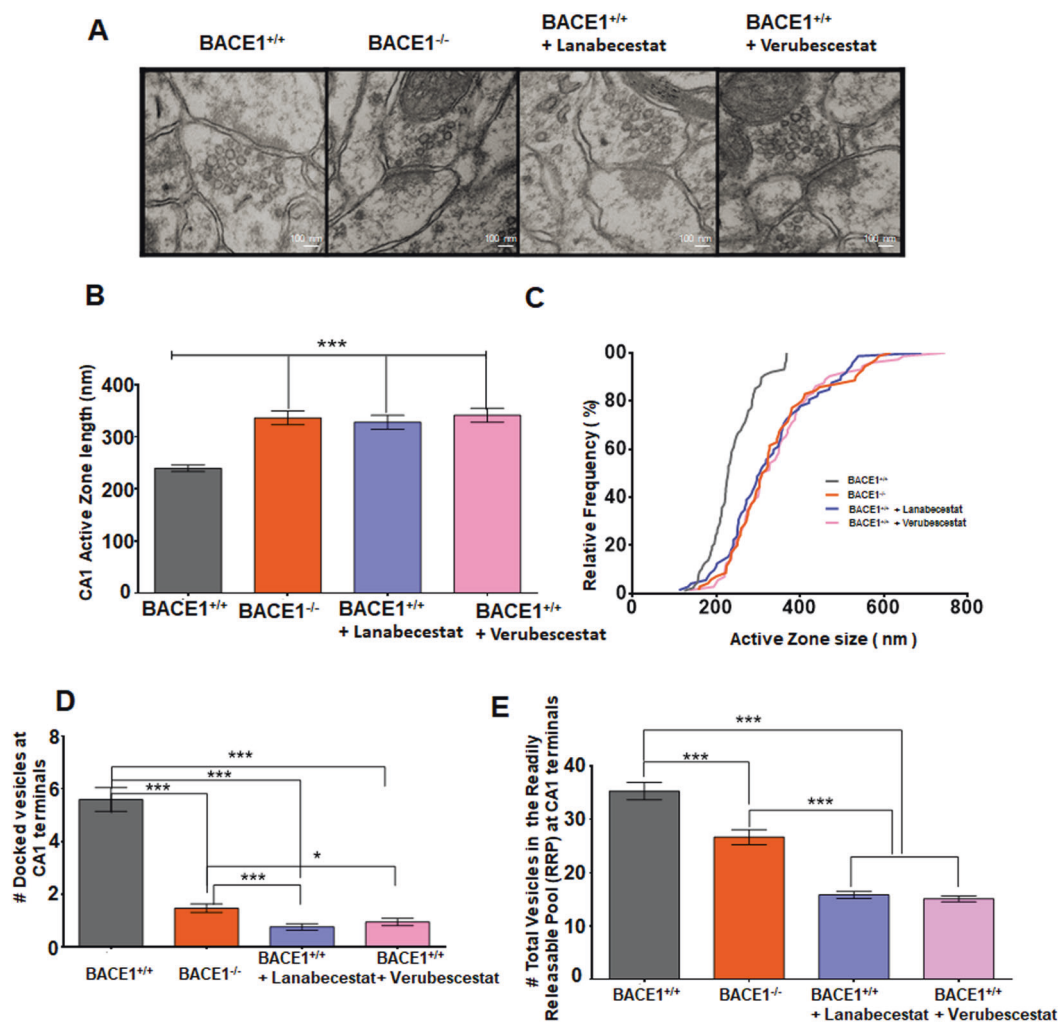 A
BACE1+/+
BACE1-/-
BACE1+/+
+ Lanabecestat
BACE1+/+
+ Verubescestat
100 nm
100 nm
100 nm
100 nm
B
CA1 Active Zone length (nm)
400
300
200
100
0
***
BACE1+/+
BACE1-/-
BACE1+/+
+ Lanabecestat
BACE1+/+
+ Verubescestat
C
Relative Frequency ( %)
00
80
60
40
20
0
0
200
400
600
800
Active Zone size ( nm )
BACE1+/+
BACE1-/-
BACE1+/+ + Lanabecestat
BACE1+/+ + Verubescestat
D
# Docked vesicles at
CA1 terminals
8
6
4
2
0
***
***
***
*
***
BACE1+/+
BACE1-/-
BACE1+/+
+ Lanabecestat
BACE1+/+
+ Verubescestat
E
# Total Vesicles in the Readily
Releasable Pool (RRP) at CA1 terminals
40
30
20
10
0
***
***
***
BACE1+/+
BACE1-/-
BACE1+/+
+ Lanabecestat
BACE1+/+
+ Verubescestat